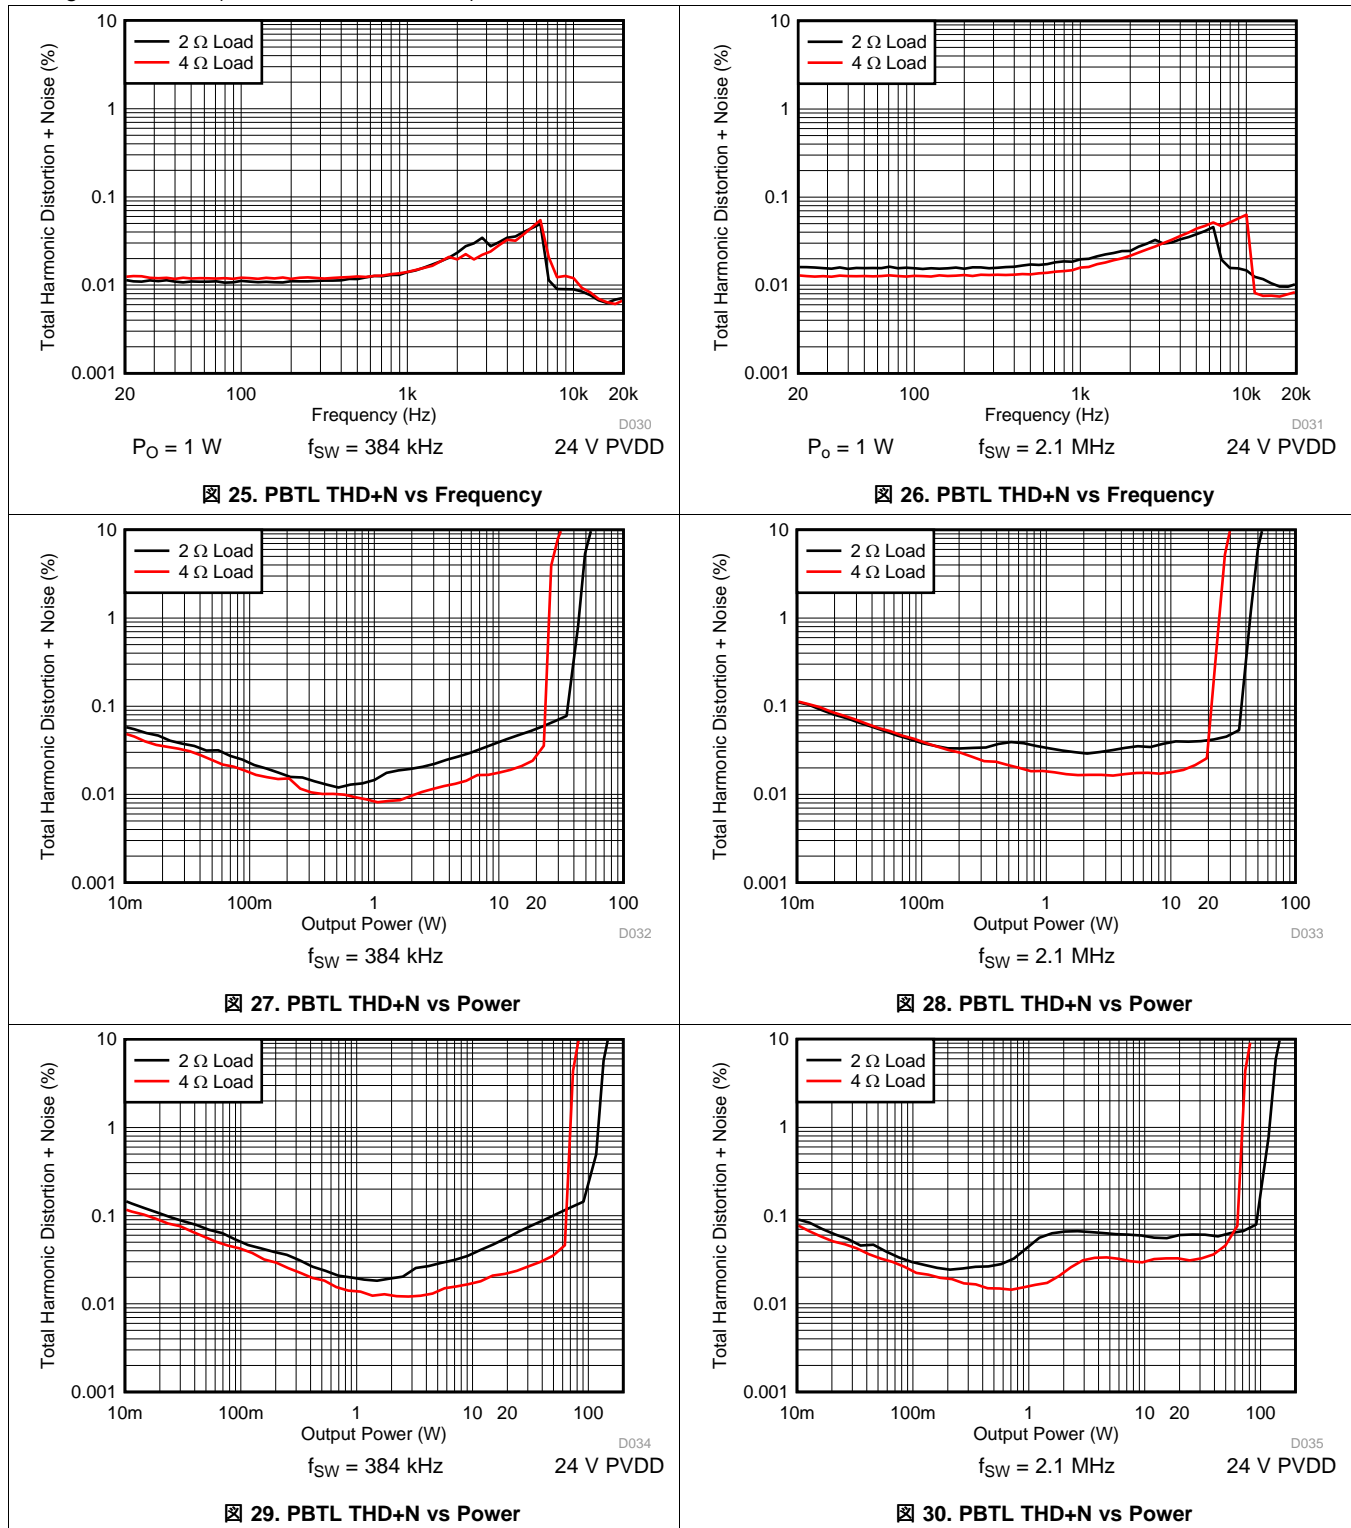 10
1
0.1
0.01
0.001
Total Harmonic Distortion + Noise (%)
2 Ω Load
4 Ω Load
20
100
1k
10k
20k
Frequency (Hz)
D030
P_O = 1 W
f_SW = 384 kHz
24 V PVDD
図 25. PBTL THD+N vs Frequency
10
1
0.1
0.01
0.001
Total Harmonic Distortion + Noise (%)
2 Ω Load
4 Ω Load
20
100
1k
10k
20k
Frequency (Hz)
D031
P_o = 1 W
f_SW = 2.1 MHz
24 V PVDD
図 26. PBTL THD+N vs Frequency
10
1
0.1
0.01
0.001
Total Harmonic Distortion + Noise (%)
2 Ω Load
4 Ω Load
10m
100m
1
10
20
100
Output Power (W)
D032
f_SW = 384 kHz
図 27. PBTL THD+N vs Power
10
1
0.1
0.01
0.001
Total Harmonic Distortion + Noise (%)
2 Ω Load
4 Ω Load
10m
100m
1
10
20
100
Output Power (W)
D033
f_SW = 2.1 MHz
図 28. PBTL THD+N vs Power
10
1
0.1
0.01
0.001
Total Harmonic Distortion + Noise (%)
2 Ω Load
4 Ω Load
10m
100m
1
10
20
100
Output Power (W)
D034
f_SW = 384 kHz
24 V PVDD
図 29. PBTL THD+N vs Power
10
1
0.1
0.01
0.001
Total Harmonic Distortion + Noise (%)
2 Ω Load
4 Ω Load
10m
100m
1
10
20
100
Output Power (W)
D035
f_SW = 2.1 MHz
24 V PVDD
図 30. PBTL THD+N vs Power